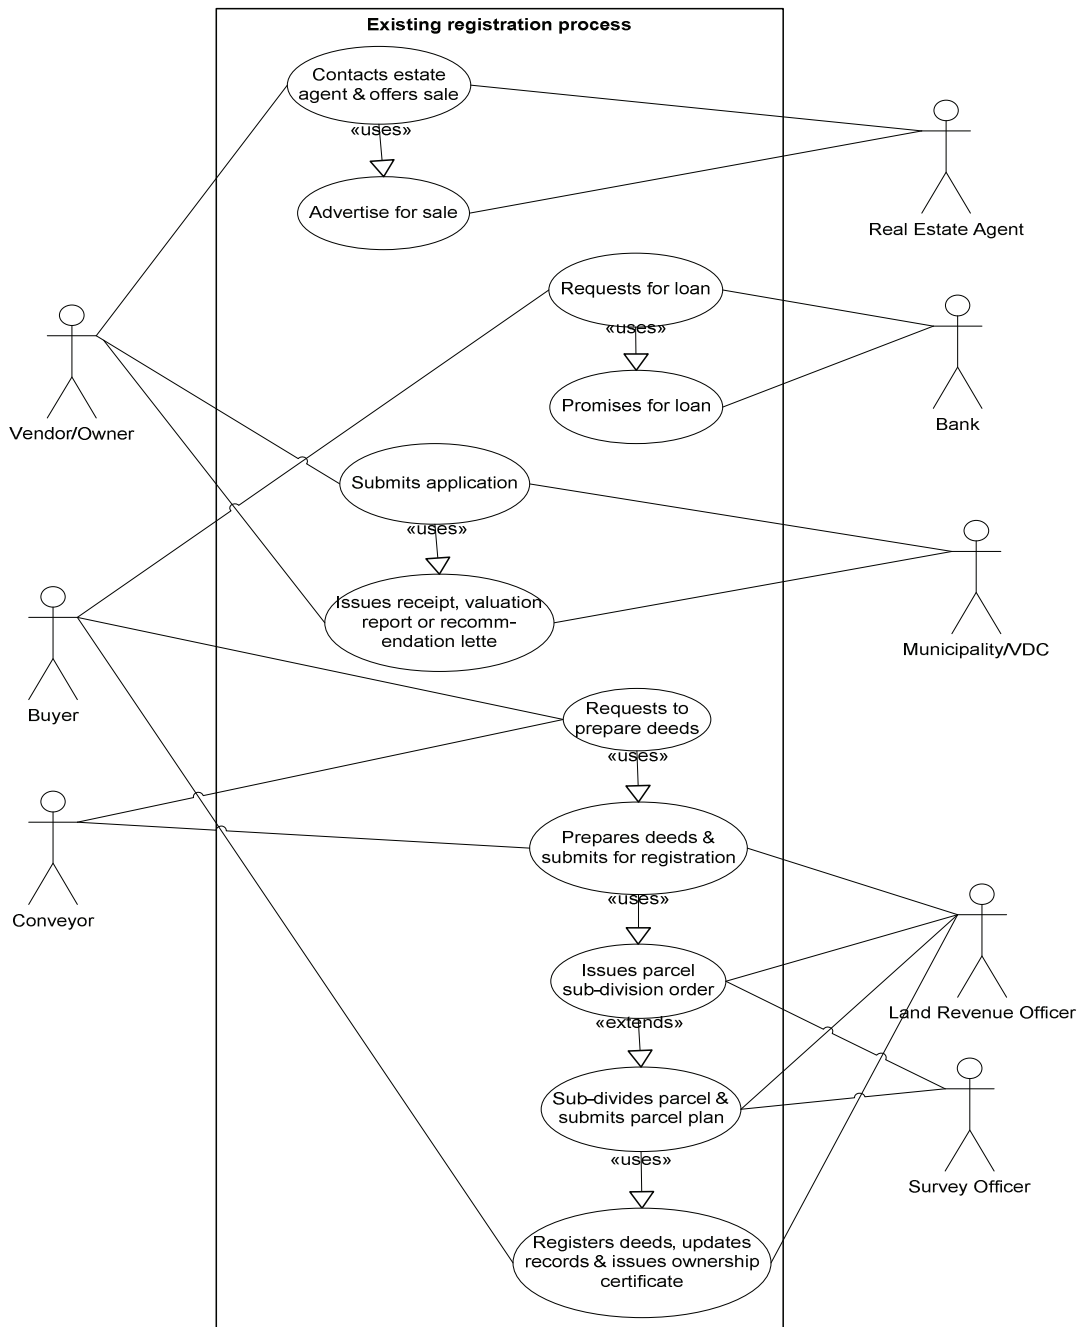 Existing registration process
Contacts estate
agent & offers sale
«uses»
Advertise for sale
Real Estate Agent
Requests for loan
«uses»
Promises for loan
Bank
Vendor/Owner
Submits application
«uses»
Issues receipt, valuation
report or recomm-
endation lette
Municipality/VDC
Buyer
Requests to
prepare deeds
«uses»
Prepares deeds &
submits for registration
«uses»
Conveyor
Issues parcel
sub-division order
«extends»
Land Revenue Officer
Sub-divides parcel &
submits parcel plan
«uses»
Survey Officer
Registers deeds, updates
records & issues ownership
certificate